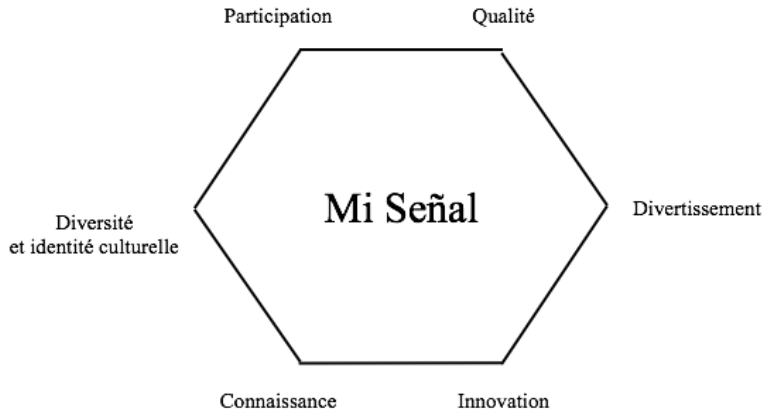 Participation
Qualité
Mi Señal
Divertissement
Diversité
et identité culturelle
Connaissance
Innovation